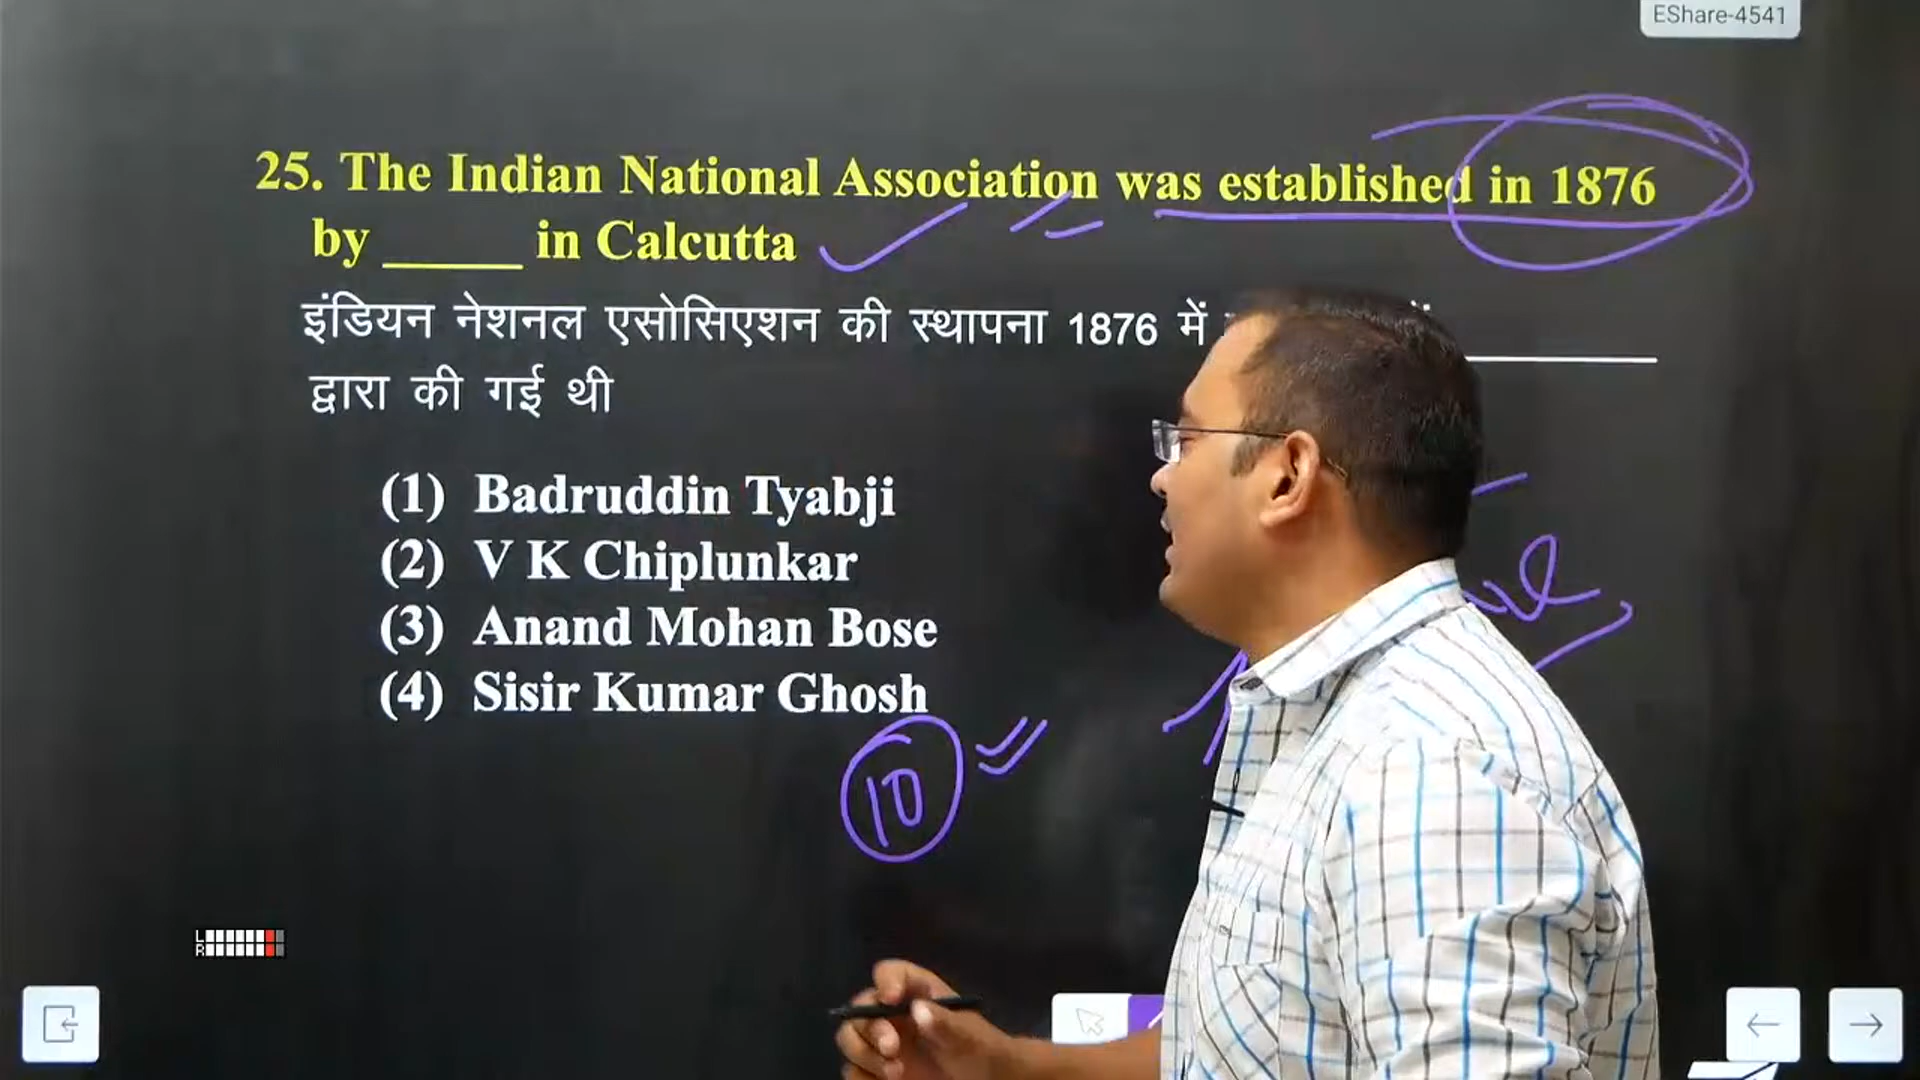 EShare-4541
25. The Indian National Association was established in 1876
by _____ in Calcutta
इंडियन नेशनल एसोसिएशन की स्थापना 1876 में
द्वारा की गई थी
(1) Badruddin Tyabji
(2) V K Chiplunkar
(3) Anand Mohan Bose
(4) Sisir Kumar Ghosh
10
L
R